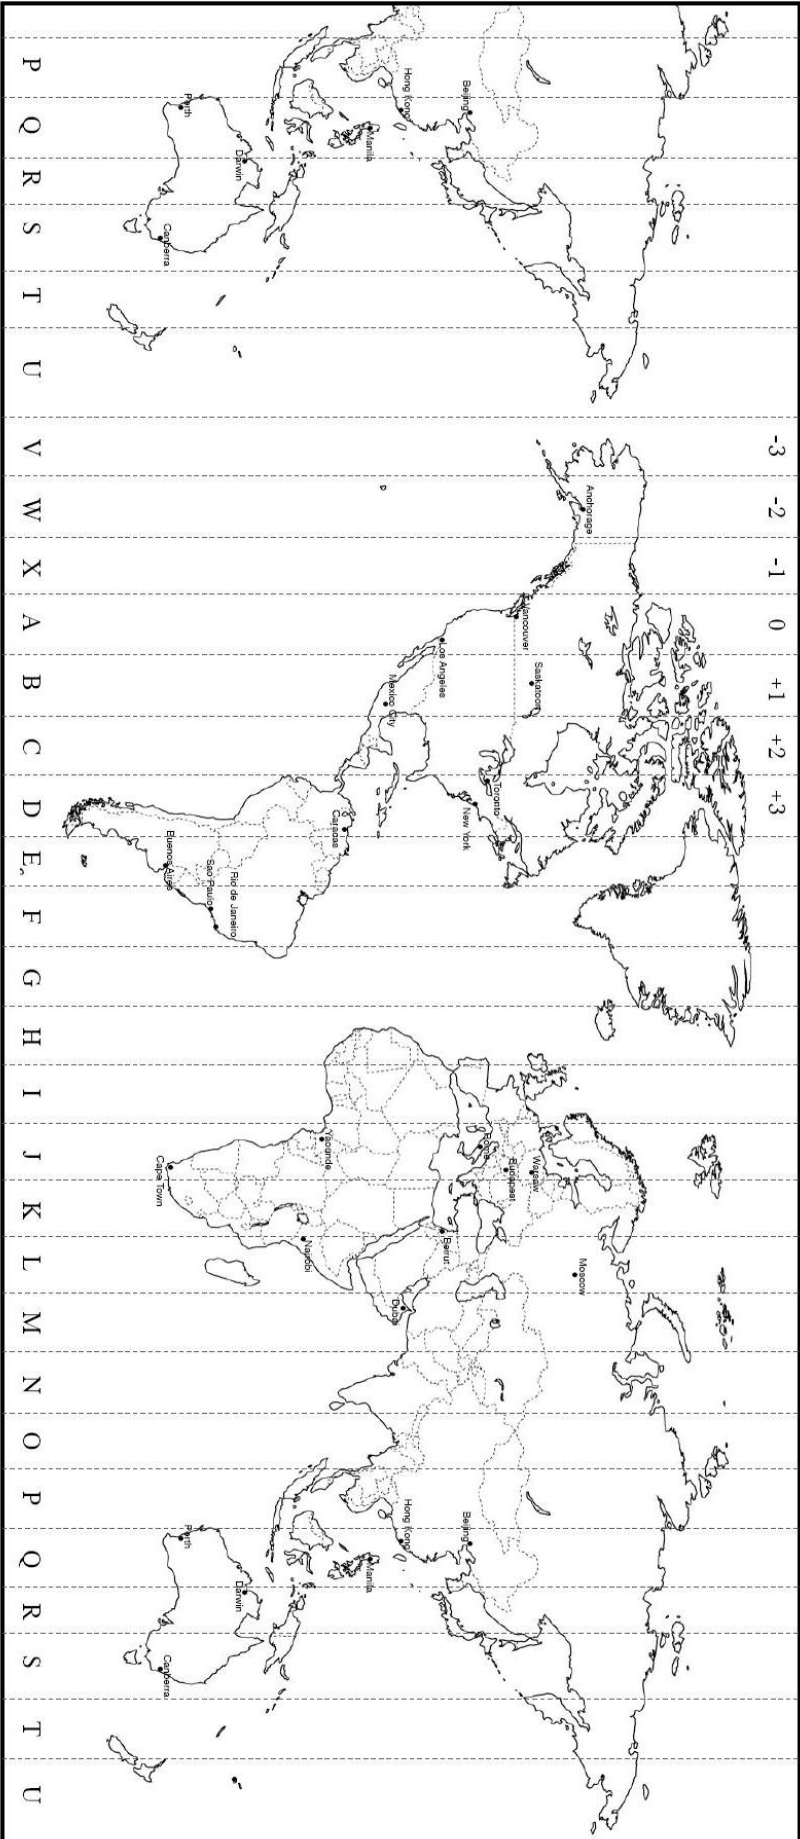 -3 -2 -1 0 +1 +2 +3
Anchorage
Moscow
Saskatoon
Warsaw
Vancouver
Budapest
Toronto
Rome
Beijing
New York
Beijing
Los Angeles
Beirut
Hong Kong
Mexico City
Dubai
Hong Kong
Manila
Manila
Caracas
Yaounde
Nairobi
Darwin
Rio de Janeiro
Darwin
Sao Paulo
Perth
Perth
Canberra
Buenos Aires
Cape Town
Canberra
P Q R S T U V W X A B C D E F G H I J K L M N O P Q R S T U